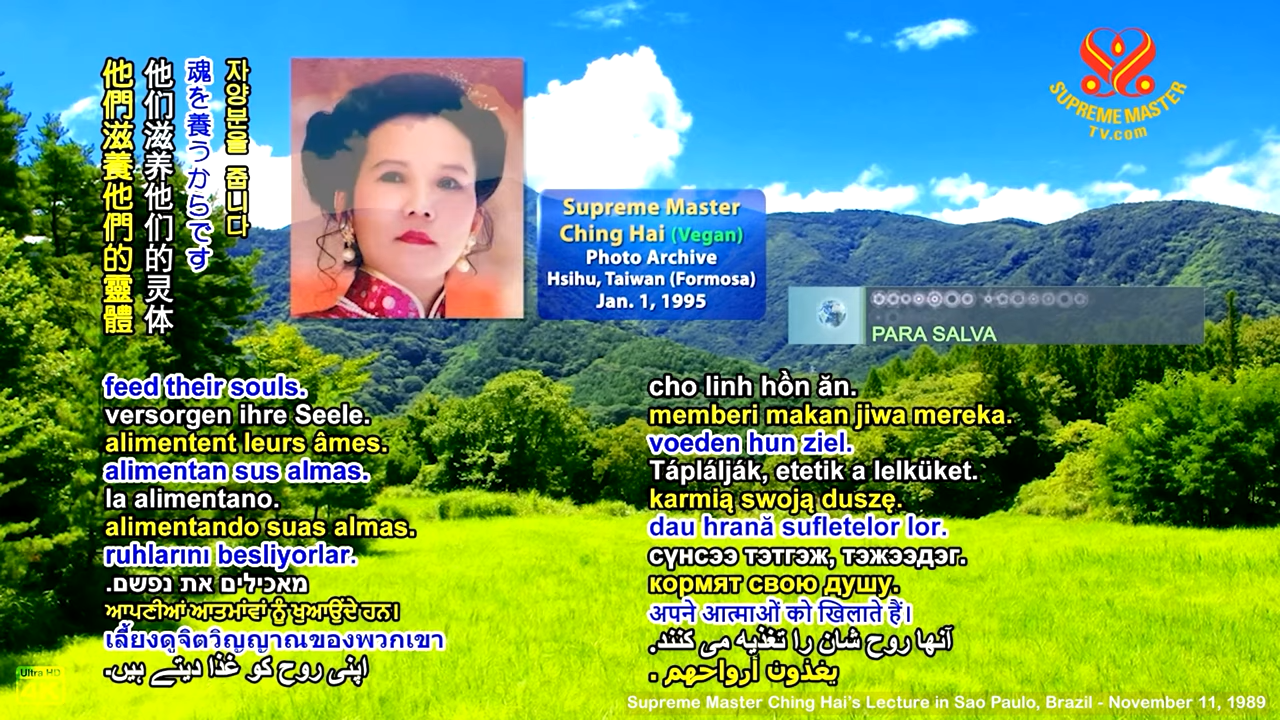 자양분을 줍니다
魂を養うからです
他们滋养他们的灵体
他們滋養他們的靈體
Supreme Master
Ching Hai (Vegan)
Photo Archive
Hsihu, Taiwan (Formosa)
Jan. 1, 1995
SUPREME MASTER
TV.com
PARA SALVA
feed their souls.
versorgen ihre Seele.
alimentent leurs âmes.
alimentan sus almas.
la alimentano.
alimentando suas almas.
ruhlarını besliyorlar.
מאכילים את נפשם.
ਆਪਣੀਆਂ ਆਤਮਾਂਵਾਂ ਨੂੰ ਖੁਆਉਂਦੇ ਹਨ।
เลี้ยงดูจิตวิญญาณของพวกเขา
اپنی روح کو غذا دیتے ہیں.
cho linh hồn ăn.
memberi makan jiwa mereka.
voeden hun ziel.
Táplálják, etetik a lelküket.
karmią swoją duszę.
dau hrană sufletelor lor.
сүнсээ тэтгэж, тэжээдэг.
кормят свою душу.
अपने आत्माओं को खिलाते हैं।
آنها روح شان را تغذیه می کنند.
يغذون أرواحهم .
Ultra HD
4K
Supreme Master Ching Hai's Lecture in Sao Paulo, Brazil - November 11, 1989